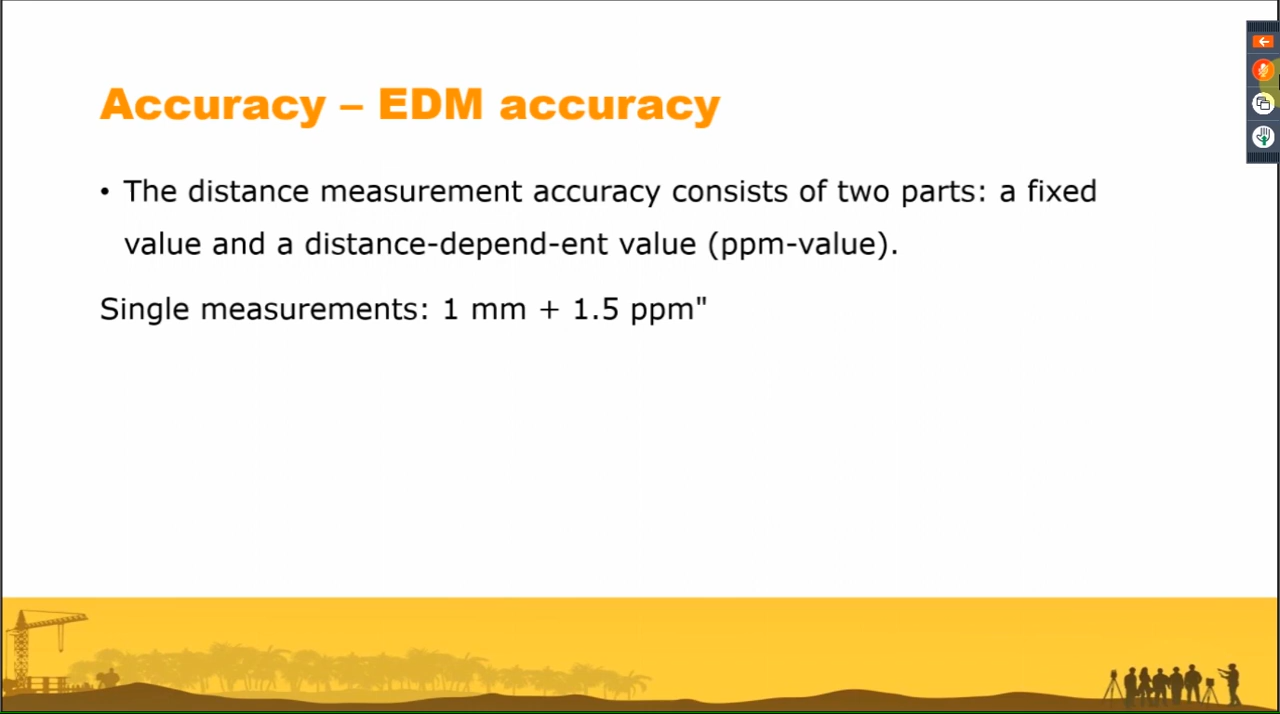 Accuracy – EDM accuracy
• The distance measurement accuracy consists of two parts: a fixed
value and a distance-depend-ent value (ppm-value).
Single measurements: 1 mm + 1.5 ppm"